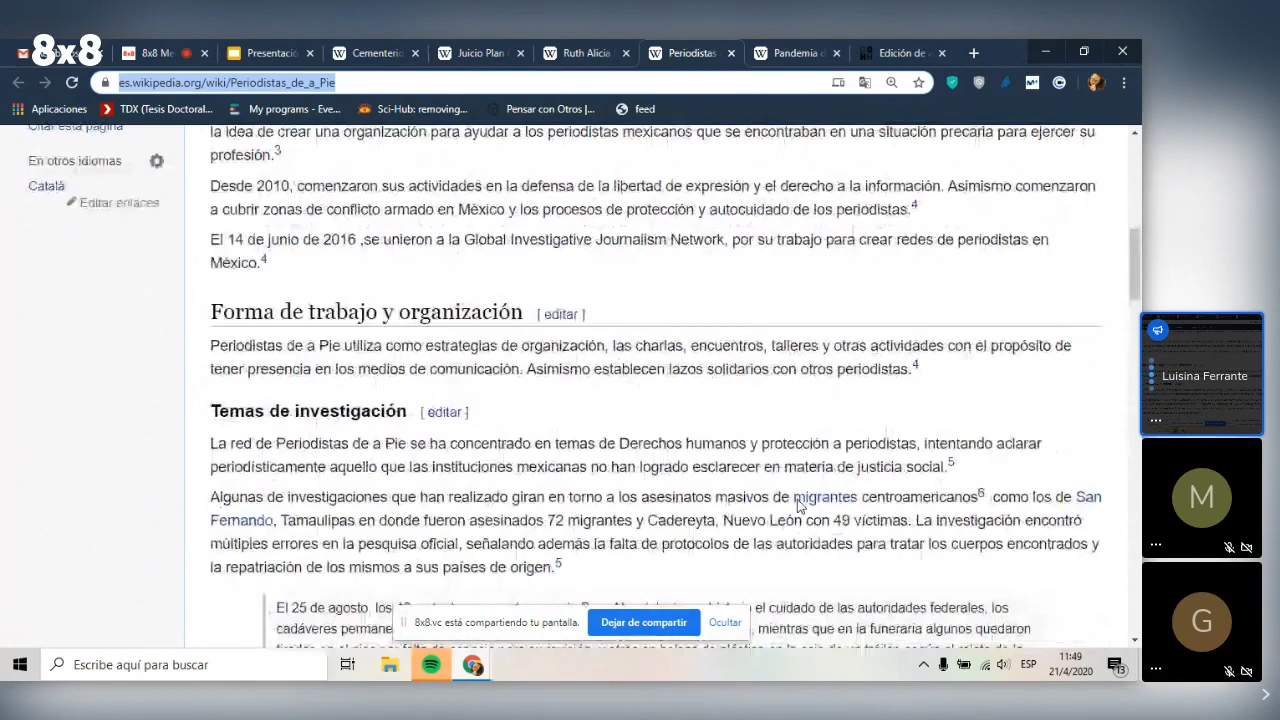 8x8
8x8 Me
Presentació
Cementerio
Juicio Plan
Ruth Alicia
Periodistas
Pandemia d
Edición de
es.wikipedia.org/wiki/Periodistas_de_a_Pie
Aplicaciones
TDX (Tesis Doctoral...
My programs - Eve...
Sci-Hub: removing...
Pensar con Otros |...
feed
Citar esta página
En otros idiomas
Català
Editar enlaces
la idea de crear una organización para ayudar a los periodistas mexicanos que se encontraban en una situación precaria para ejercer su
profesión.3
Desde 2010, comenzaron sus actividades en la defensa de la libertad de expresión y el derecho a la información. Asimismo comenzaron
a cubrir zonas de conflicto armado en México y los procesos de protección y autocuidado de los periodistas.4
El 14 de junio de 2016 ,se unieron a la Global Investigative Journalism Network, por su trabajo para crear redes de periodistas en
México.4
Forma de trabajo y organización [ editar ]
Periodistas de a Pie utiliza como estrategias de organización, las charlas, encuentros, talleres y otras actividades con el propósito de
tener presencia en los medios de comunicación. Asimismo establecen lazos solidarios con otros periodistas.4
Temas de investigación [ editar ]
La red de Periodistas de a Pie se ha concentrado en temas de Derechos humanos y protección a periodistas, intentando aclarar
periodísticamente aquello que las instituciones mexicanas no han logrado esclarecer en materia de justicia social.5
Algunas de investigaciones que han realizado giran en torno a los asesinatos masivos de migrantes centroamericanos6 como los de San
Fernando, Tamaulipas en donde fueron asesinados 72 migrantes y Cadereyta, Nuevo León con 49 víctimas. La investigación encontró
múltiples errores en la pesquisa oficial, señalando además la falta de protocolos de las autoridades para tratar los cuerpos encontrados y
la repatriación de los mismos a sus países de origen.5
El 25 de agosto, los
el cuidado de las autoridades federales, los
cadáveres permane
mientras que en la funeraria algunos quedaron
8x8.vc está compartiendo tu pantalla.
Dejar de compartir
Ocultar
Luisina Ferrante
M
G
Escribe aquí para buscar
ESP
11:49
21/4/2020
13